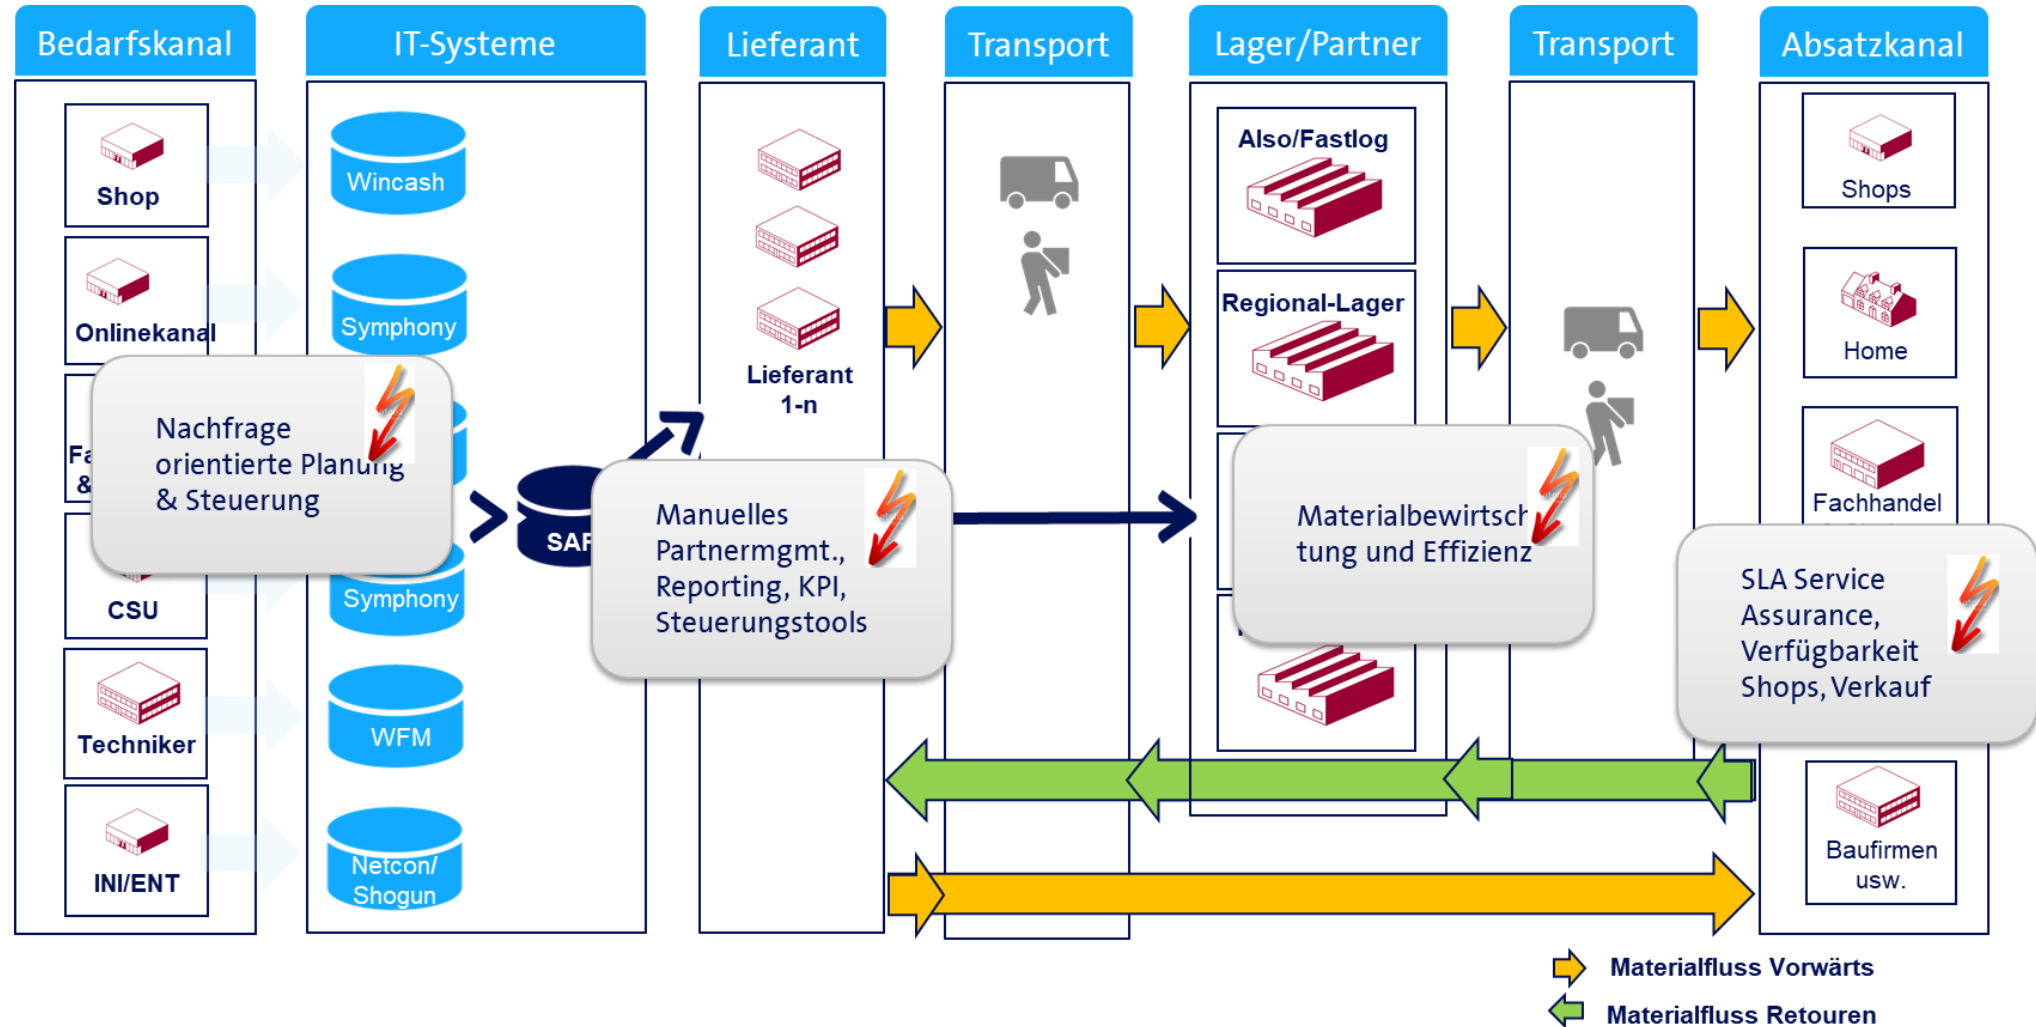 Bedarfskanal
IT-Systeme
Lieferant
Transport
Lager/Partner
Transport
Absatzkanal
Shop
Onlinekanal
Fa
&
CSU
Techniker
INI/ENT
Wincash
Symphony
Symphony
WFM
Netcon/
Shogun
SAP
Nachfrage
orientierte Planung
& Steuerung
Lieferant
1-n
Manuelles
Partnermgmt.,
Reporting, KPI,
Steuerungstools
Also/Fastlog
Regional-Lager
Materialbewirtsch
tung und Effizienz
Shops
Home
Fachhandel
SLA Service
Assurance,
Verfügbarkeit
Shops, Verkauf
Baufirmen
usw.
Materialfluss Vorwärts
Materialfluss Retouren